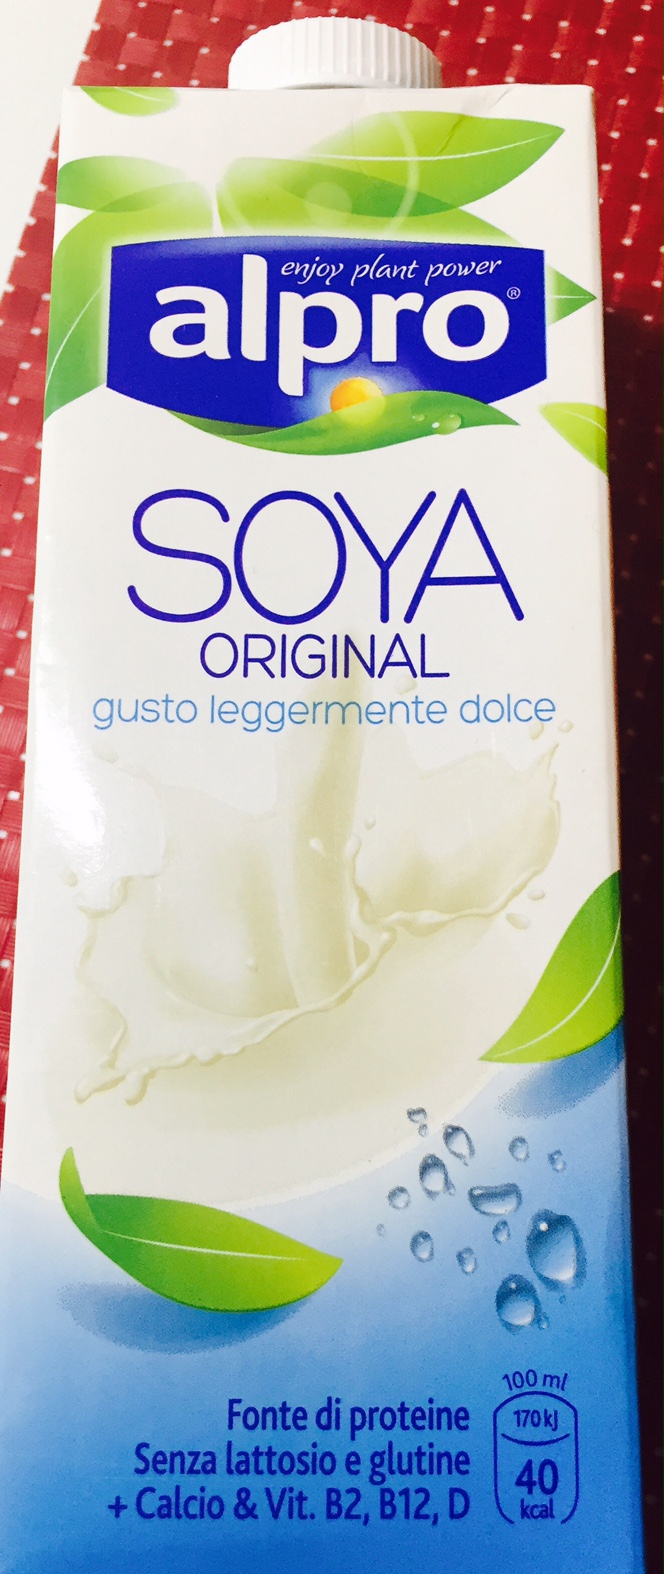 enjoy plant power
alpro®
SOYA
ORIGINAL
gusto leggermente dolce
100 ml
170 kJ
40
kcal
Fonte di proteine
Senza lattosio e glutine
+ Calcio & Vit. B2, B12, D